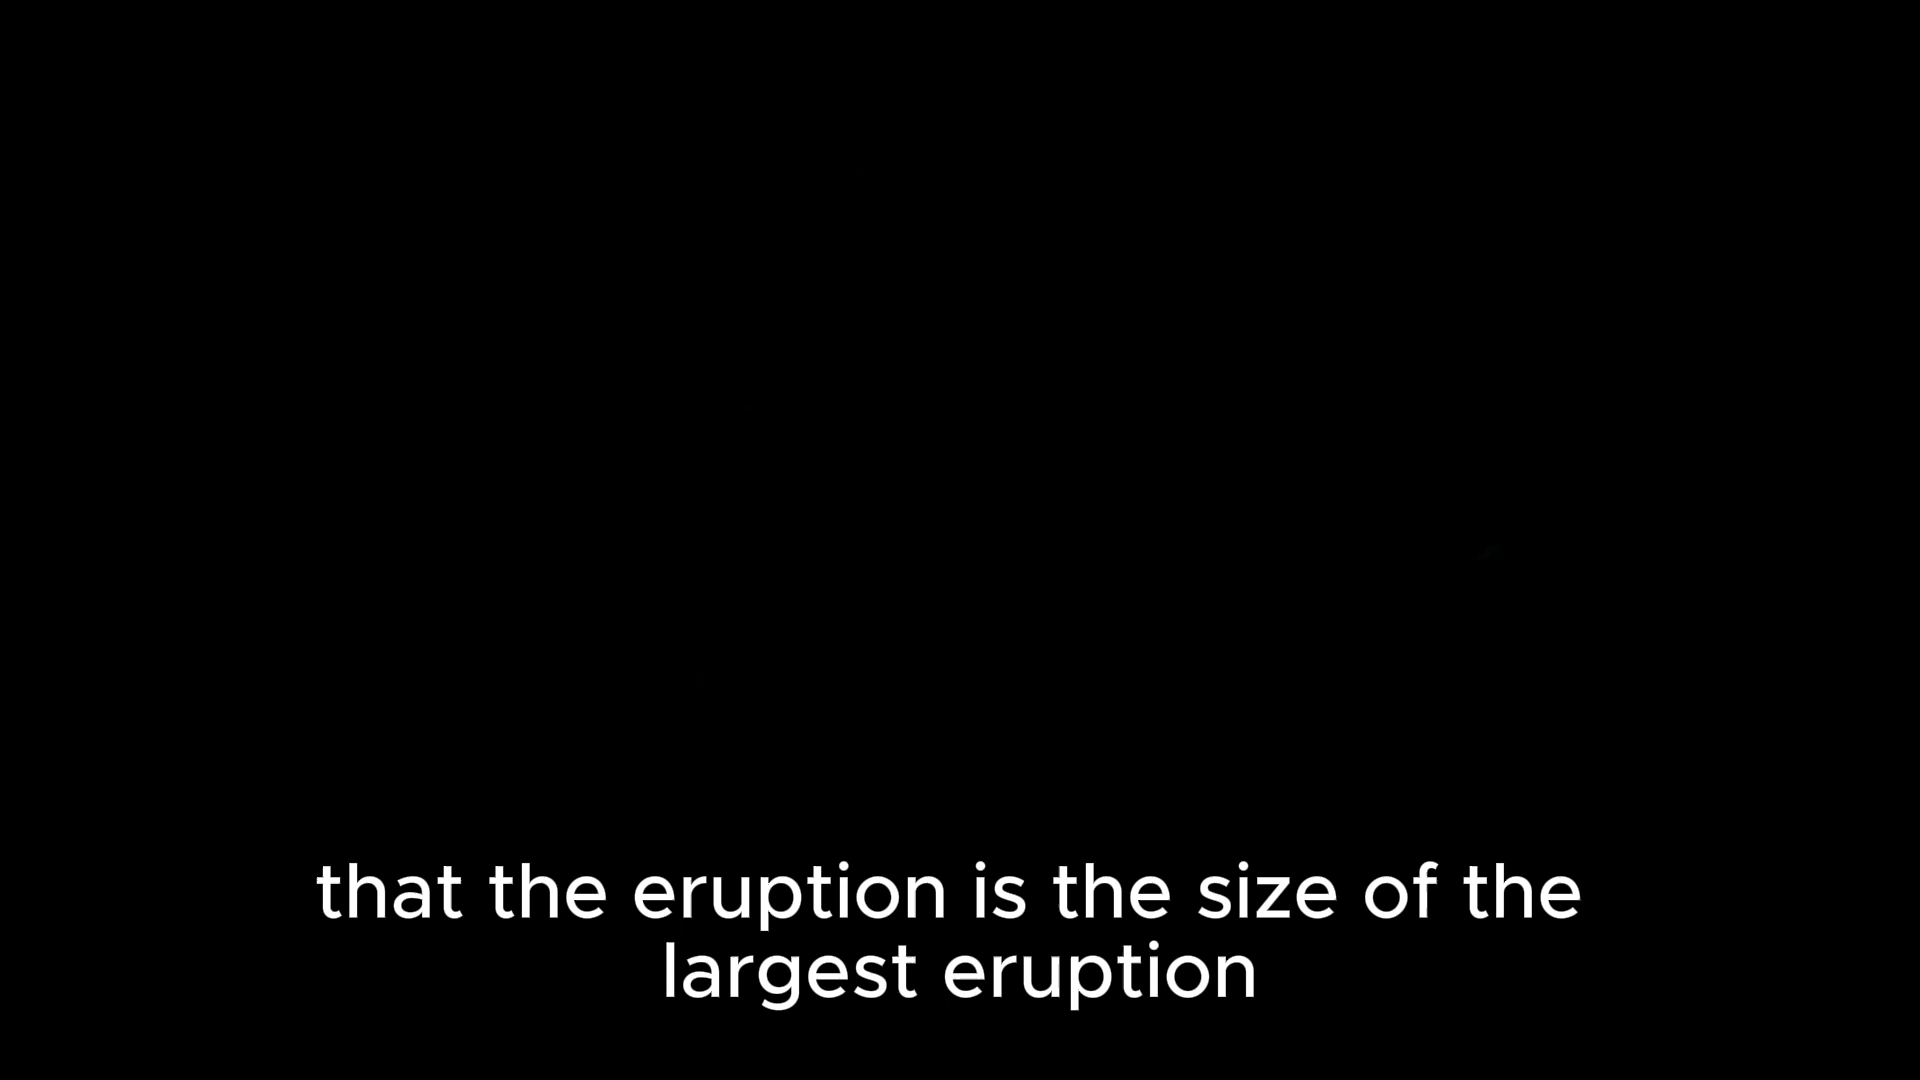 that the eruption is the size of the
largest eruption